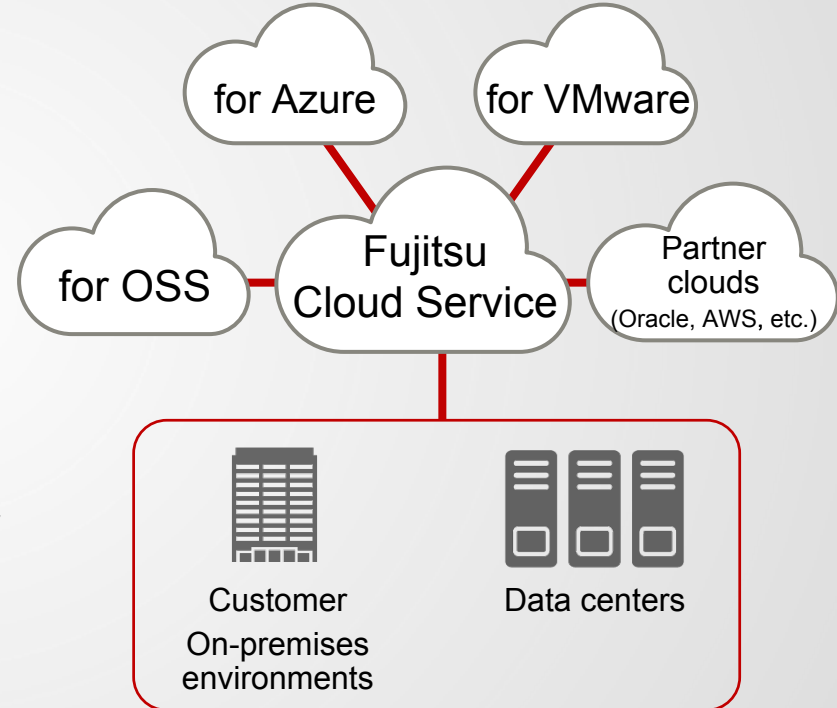 for Azure
for VMware
for OSS
Fujitsu
Cloud Service
Partner
clouds
(Oracle, AWS, etc.)
Customer
On-premises
environments
Data centers